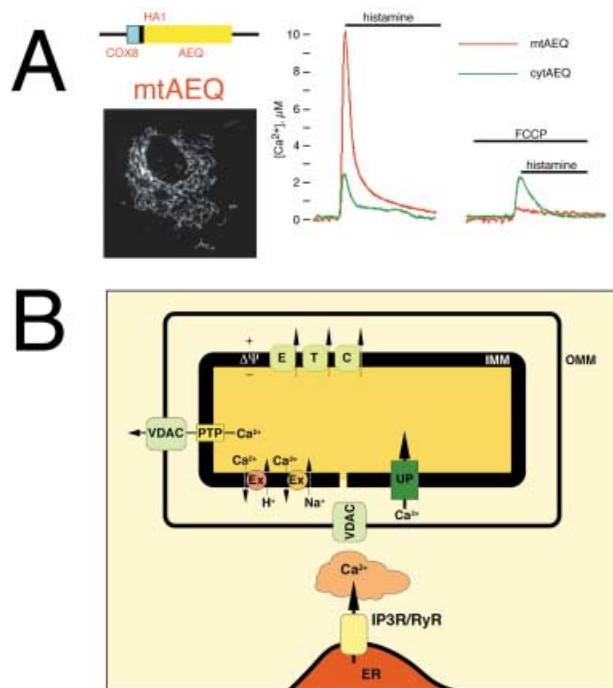 A
HA1
COX8
AEQ
mtAEQ
[Ca²⁺], µM
10
8
6
4
2
0
histamine
mtAEQ
cytAEQ
FCCP
histamine
B
+
ΔΨ
−
E
T
C
IMM
OMM
VDAC
PTP
Ca²⁺
Ca²⁺
Ca²⁺
Ex
Ex
H⁺
Na⁺
UP
Ca²⁺
VDAC
Ca²⁺
IP3R/RyR
ER